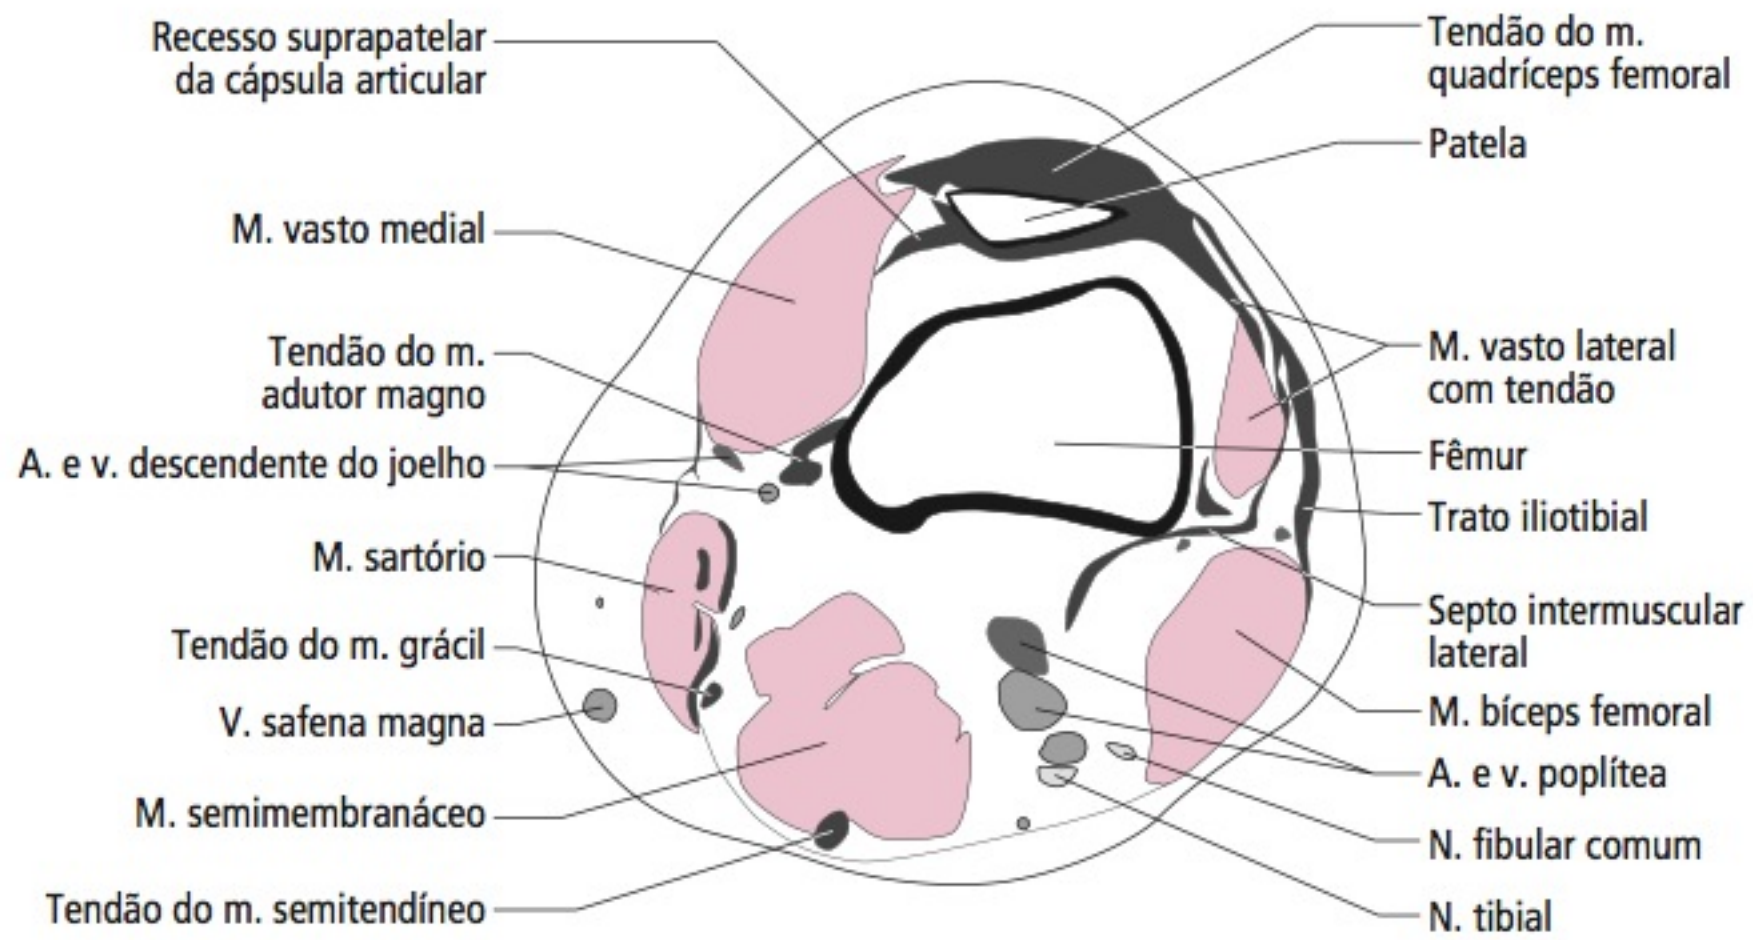 Recesso suprapatelar
da cápsula articular
M. vasto medial
Tendão do m.
adutor magno
A. e v. descendente do joelho
M. sartório
Tendão do m. grácil
V. safena magna
M. semimembranáceo
Tendão do m. semitendíneo
Tendão do m.
quadríceps femoral
Patela
M. vasto lateral
com tendão
Fêmur
Trato iliotibial
Septo intermuscular
lateral
M. bíceps femoral
A. e v. poplítea
N. fibular comum
N. tibial